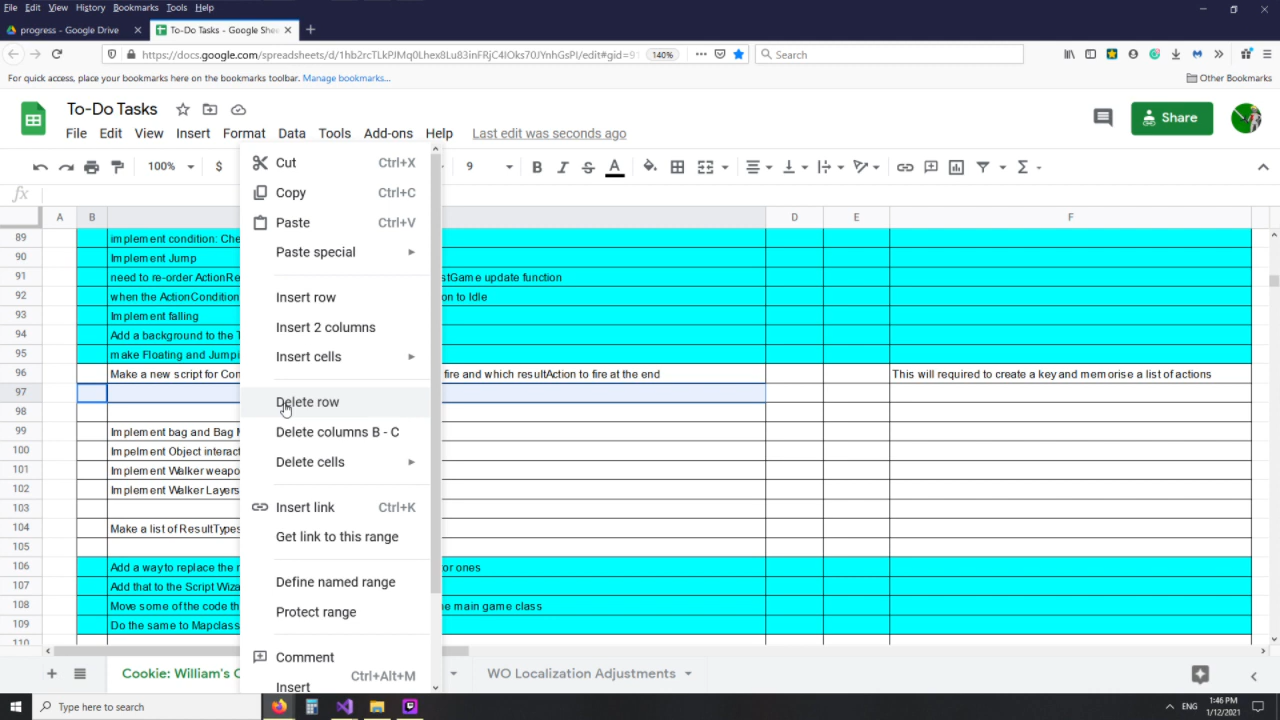 File Edit View History Bookmarks Tools Help
progress - Google Drive
To-Do Tasks - Google Shee
140%
Search
For quick access, place your bookmarks here on the bookmarks toolbar. Manage bookmarks...
Other Bookmarks
To-Do Tasks
Share
File Edit View Insert Format Data Tools Add-ons Help Last edit was seconds ago
100% $ 9 B I S A Σ
fx
A B D E F
89 implement condition: Che
90 Implement Jump
91 need to re-order ActionRe stGame update function
92 when the ActionCondition on to Idle
93 Implement falling
94 Add a background to the T
95 make Floating and Jumpi
96 Make a new script for Con fire and which resultAction to fire at the end This will required to create a key and memorise a list of actions
97
98
99 Implement bag and Bag M
100 Impelment Object interact
101 Implement Walker weapo
102 Implement Walker Layers
103
104 Make a list of ResultTypes
105
106 Add a way to replace the r or ones
107 Add that to the Script Wiza
108 Move some of the code th e main game class
109 Do the same to Mapclass
110
Cut Ctrl+X
Copy Ctrl+C
Paste Ctrl+V
Paste special
Insert row
Insert 2 columns
Insert cells
Delete row
Delete columns B - C
Delete cells
Insert link Ctrl+K
Get link to this range
Define named range
Protect range
Comment
Ctrl+Alt+M
Insert
Cookie: William's C
WO Localization Adjustments
Type here to search
ENG
1:46 PM
1/12/2021